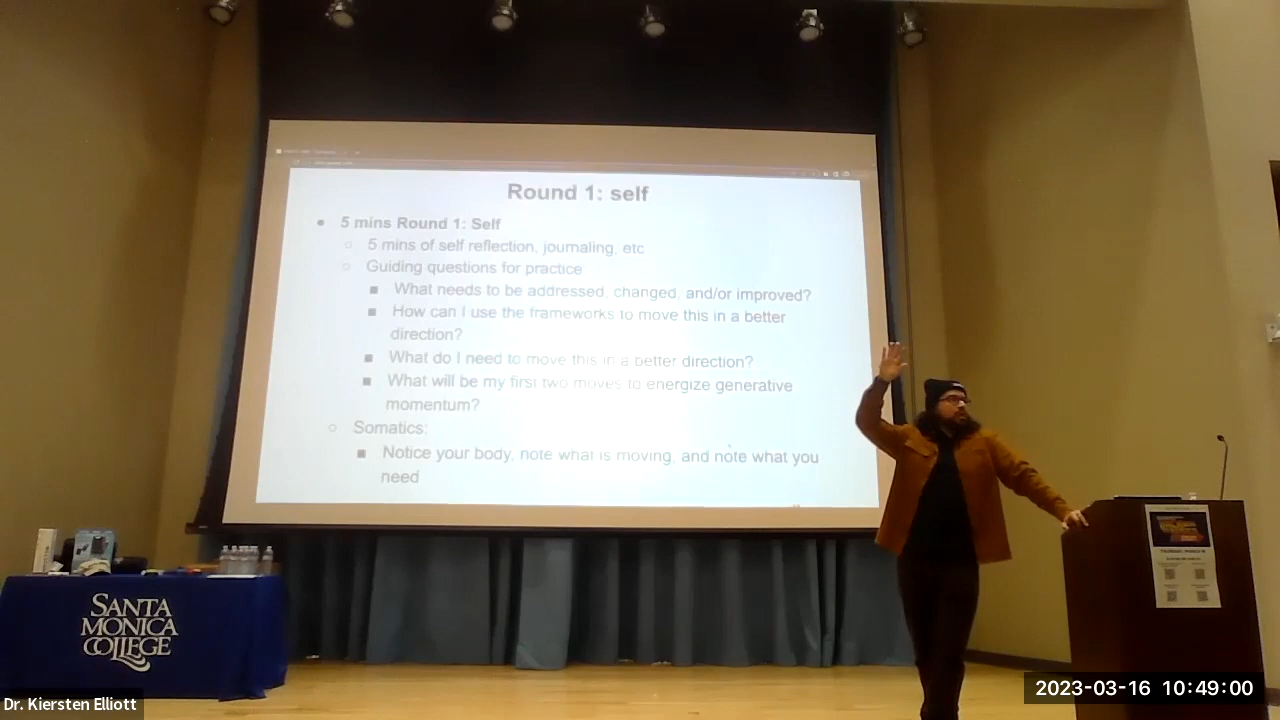 Round 1: self
● 5 mins Round 1: Self
○ 5 mins of self reflection, journaling, etc
○ Guiding questions for practice
■ What needs to be addressed, changed, and/or improved?
■ How can I use the frameworks to move this in a better
direction?
■ What do I need to move this in a better direction?
■ What will be my first two moves to energize generative
momentum?
○ Somatics:
■ Notice your body, note what is moving, and note what you
need
SANTA
MONICA
COLLEGE
Dr. Kiersten Elliott
2023-03-16 10:49:00